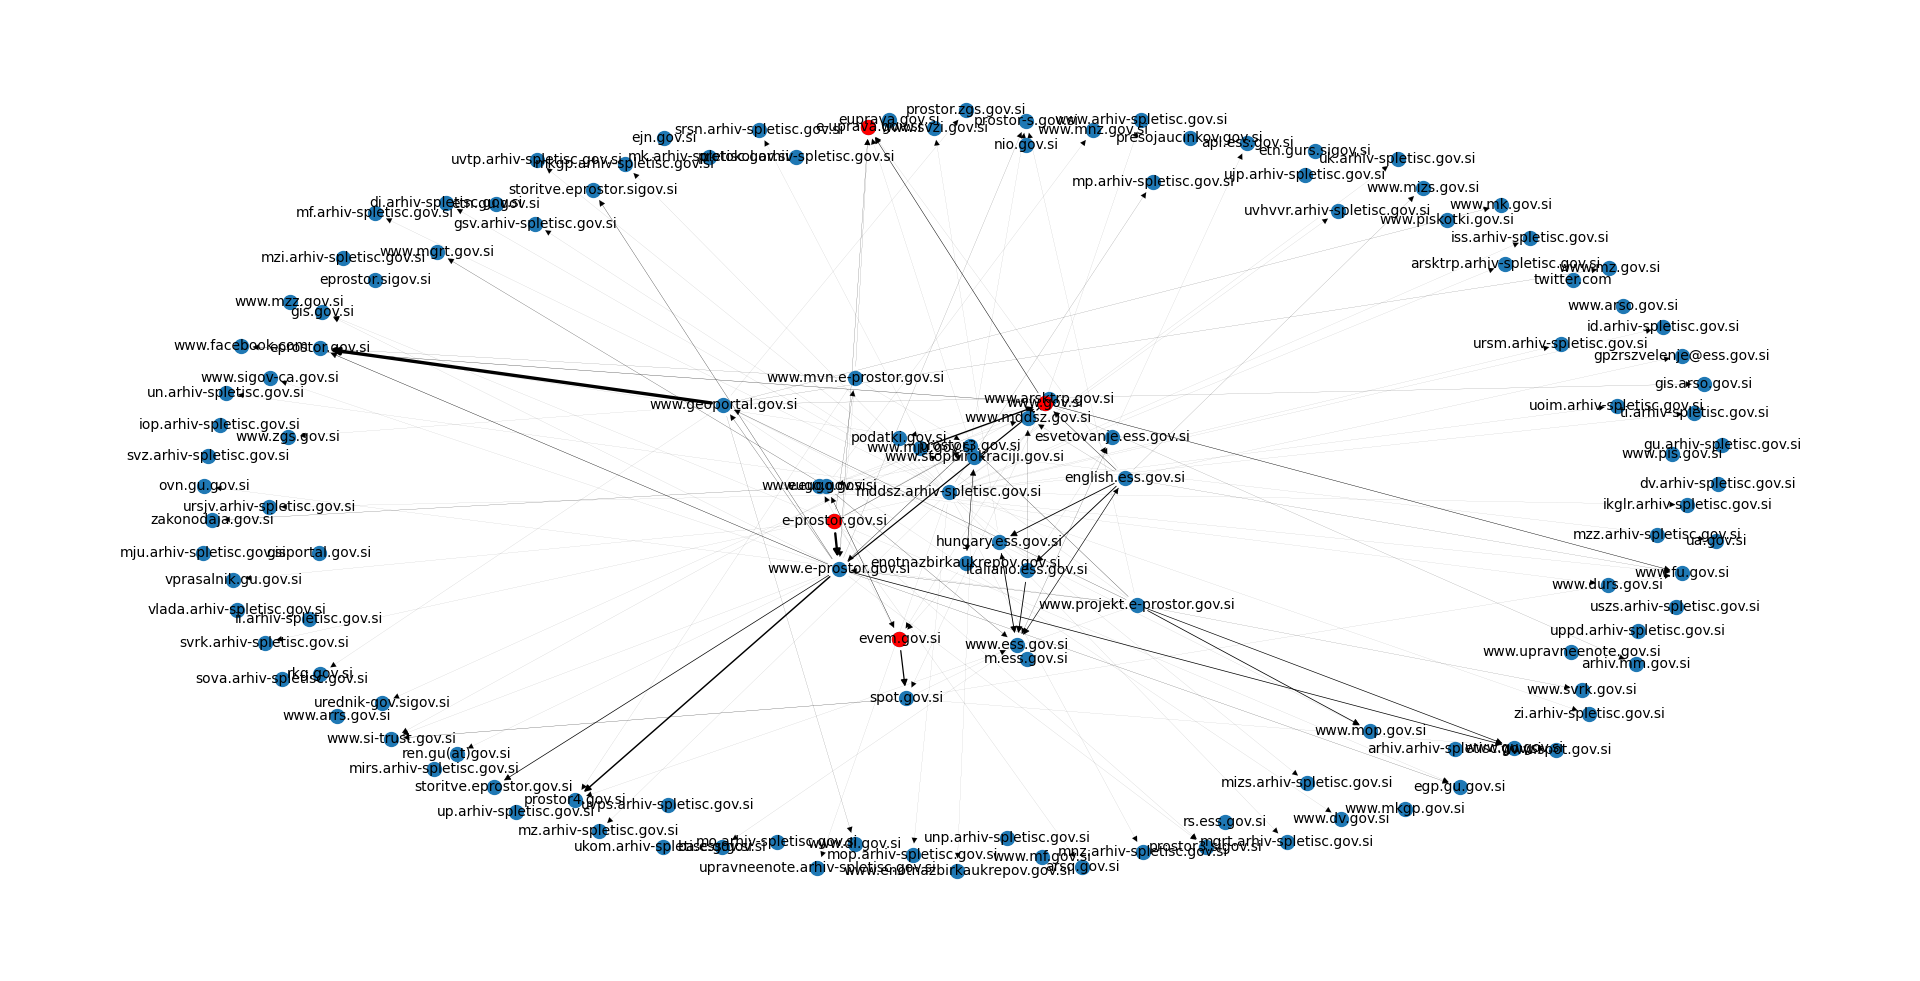 prostor.zgs.gov.si
euprava.gov.si
e-uprava.gov.si
www.svzi.gov.si
prostor-s.gov.si
www.arhiv-spletisc.gov.si
www.mnz.gov.si
srsn.arhiv-spletisc.gov.si
ejn.gov.si
presojaucinkov.gov.si
api.ess.gov.si
nio.gov.si
etn.gurs.sigov.si
uk.arhiv-spletisc.gov.si
uvtp.arhiv-spletisc.gov.si
mk.arhiv-spletisc.gov.si
protokol.arhiv-spletisc.gov.si
mkgp.arhiv-spletisc.gov.si
ujp.arhiv-spletisc.gov.si
mp.arhiv-spletisc.gov.si
storitve.eprostor.sigov.si
www.mizs.gov.si
di.arhiv-spletisc.gov.si
etn.gu.gov.si
www.mk.gov.si
mf.arhiv-spletisc.gov.si
uvhvvr.arhiv-spletisc.gov.si
www.piskotki.gov.si
gsv.arhiv-spletisc.gov.si
iss.arhiv-spletisc.gov.si
www.mgrt.gov.si
mzi.arhiv-spletisc.gov.si
arsktrp.arhiv-spletisc.gov.si
www.mz.gov.si
eprostor.sigov.si
twitter.com
www.mzz.gov.si
gis.gov.si
www.arso.gov.si
id.arhiv-spletisc.gov.si
www.facebook.com
eprostor.gov.si
ursm.arhiv-spletisc.gov.si
gpzrszvelenje@ess.gov.si
www.sigov-ca.gov.si
www.mvn.e-prostor.gov.si
gis.arso.gov.si
un.arhiv-spletisc.gov.si
www.geoportal.gov.si
www.arsktrp.gov.si
www.gov.si
uoim.arhiv-spletisc.gov.si
u.arhiv-spletisc.gov.si
www.mddsz.gov.si
iop.arhiv-spletisc.gov.si
www.zgs.gov.si
podatki.gov.si
www.mju.gov.si
prostor3.gov.si
esvetovanje.ess.gov.si
gu.arhiv-spletisc.gov.si
svz.arhiv-spletisc.gov.si
www.stopbirokraciji.gov.si
www.pis.gov.si
english.ess.gov.si
ovn.gu.gov.si
eugo.gov.si
mddsz.arhiv-spletisc.gov.si
dv.arhiv-spletisc.gov.si
ursjv.arhiv-spletisc.gov.si
ikglr.arhiv-spletisc.gov.si
zakonodaja.gov.si
e-prostor.gov.si
mzz.arhiv-spletisc.gov.si
ua.gov.si
hungary.ess.gov.si
mju.arhiv-spletisc.gov.si
gisportal.gov.si
enotnazbirkaukrepov.gov.si
www.e-prostor.gov.si
italiano.ess.gov.si
www.fu.gov.si
vprasalnik.gu.gov.si
www.durs.gov.si
www.projekt.e-prostor.gov.si
uszs.arhiv-spletisc.gov.si
vlada.arhiv-spletisc.gov.si
uppd.arhiv-spletisc.gov.si
svrk.arhiv-spletisc.gov.si
evem.gov.si
www.ess.gov.si
www.upravneenote.gov.si
m.ess.gov.si
arhiv.mm.gov.si
rkg.gov.si
sova.arhiv-spletisc.gov.si
www.svrk.gov.si
spot.gov.si
urednik-gov.sigov.si
www.arrs.gov.si
zi.arhiv-spletisc.gov.si
www.mop.gov.si
www.si-trust.gov.si
arhiv.arhiv-spletisc.gov.si
www.gu.gov.si
www.spot.gov.si
ren.gu(at)gov.si
mirs.arhiv-spletisc.gov.si
mizs.arhiv-spletisc.gov.si
storitve.eprostor.gov.si
egp.gu.gov.si
prostor4.gov.si
uvps.arhiv-spletisc.gov.si
www.mkgp.gov.si
up.arhiv-spletisc.gov.si
rs.ess.gov.si
www.dv.gov.si
mz.arhiv-spletisc.gov.si
unp.arhiv-spletisc.gov.si
mo.arhiv-spletisc.gov.si
mgrt.arhiv-spletisc.gov.si
ukom.arhiv-spletisc.gov.si
prostor3.sigov.si
mnz.arhiv-spletisc.gov.si
mop.arhiv-spletisc.gov.si
www.mf.gov.si
upravneenote.arhiv-spletisc.gov.si
www.enotnazbirkaukrepov.gov.si
arsq.gov.si